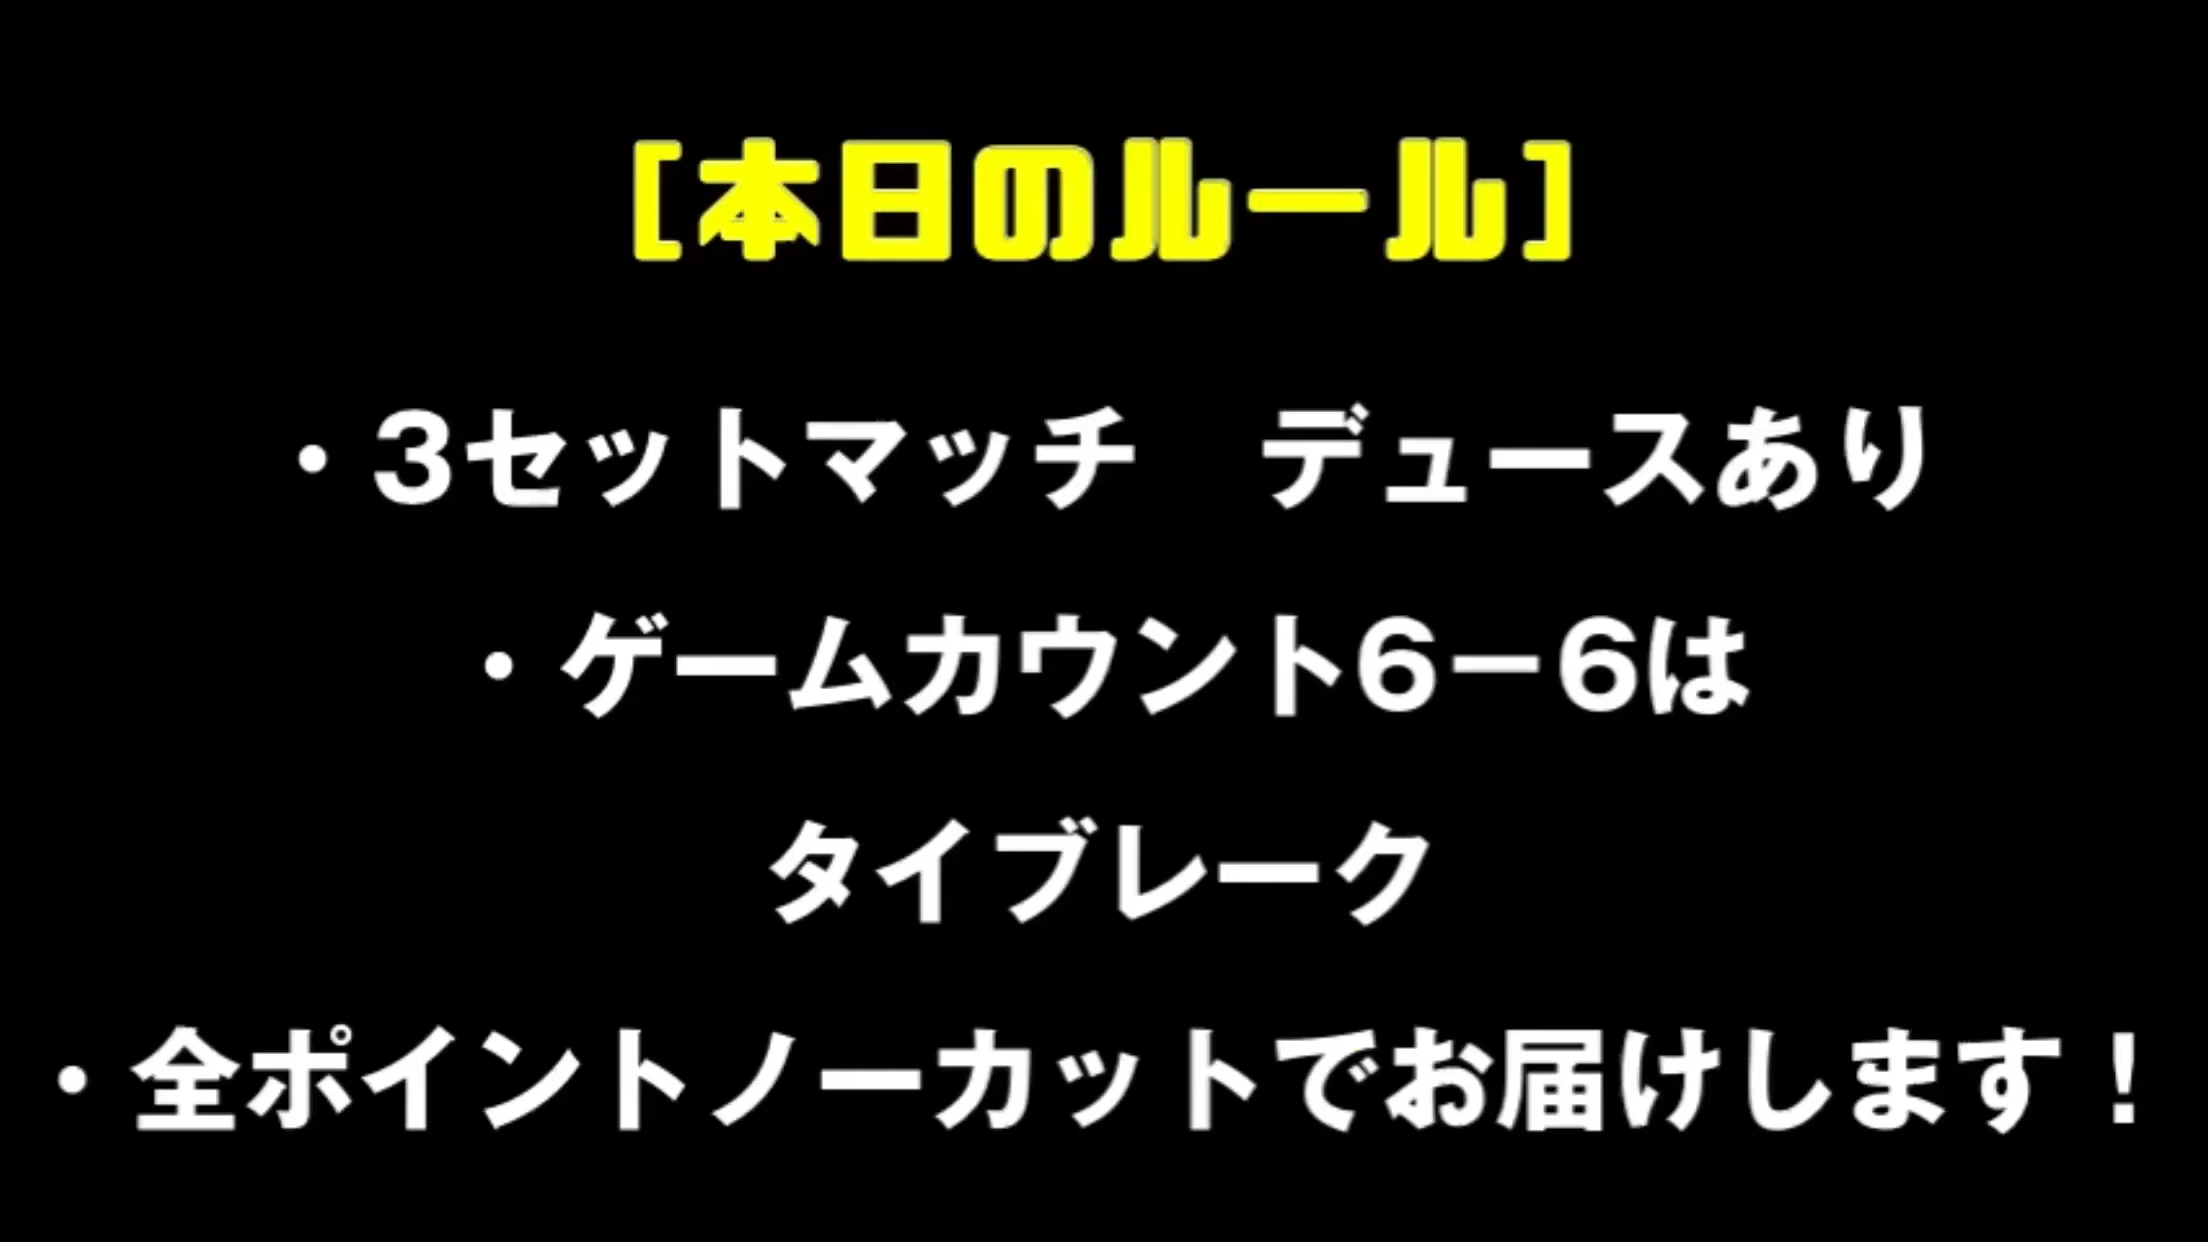 [本日のルール]
・３セットマッチ　デュースあり
・ゲームカウント６－６は
タイブレーク
・全ポイントノーカットでお届けします！